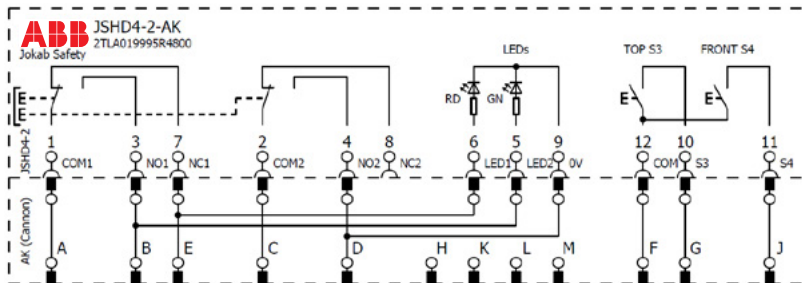 ABB JSHD4-2-AK
2TLA019995R4800
Jokab Safety
LEDs
TOP S3 FRONT S4
RD GN
E E E
E
JSHD4-2
1 3 7 2 4 8 6 5 9 12 10 11
COM1 NO1 NC1 COM2 NO2 NC2 LED1 LED2 0V COM S3 S4
AK (Cannon)
A B E C D H K L M F G J